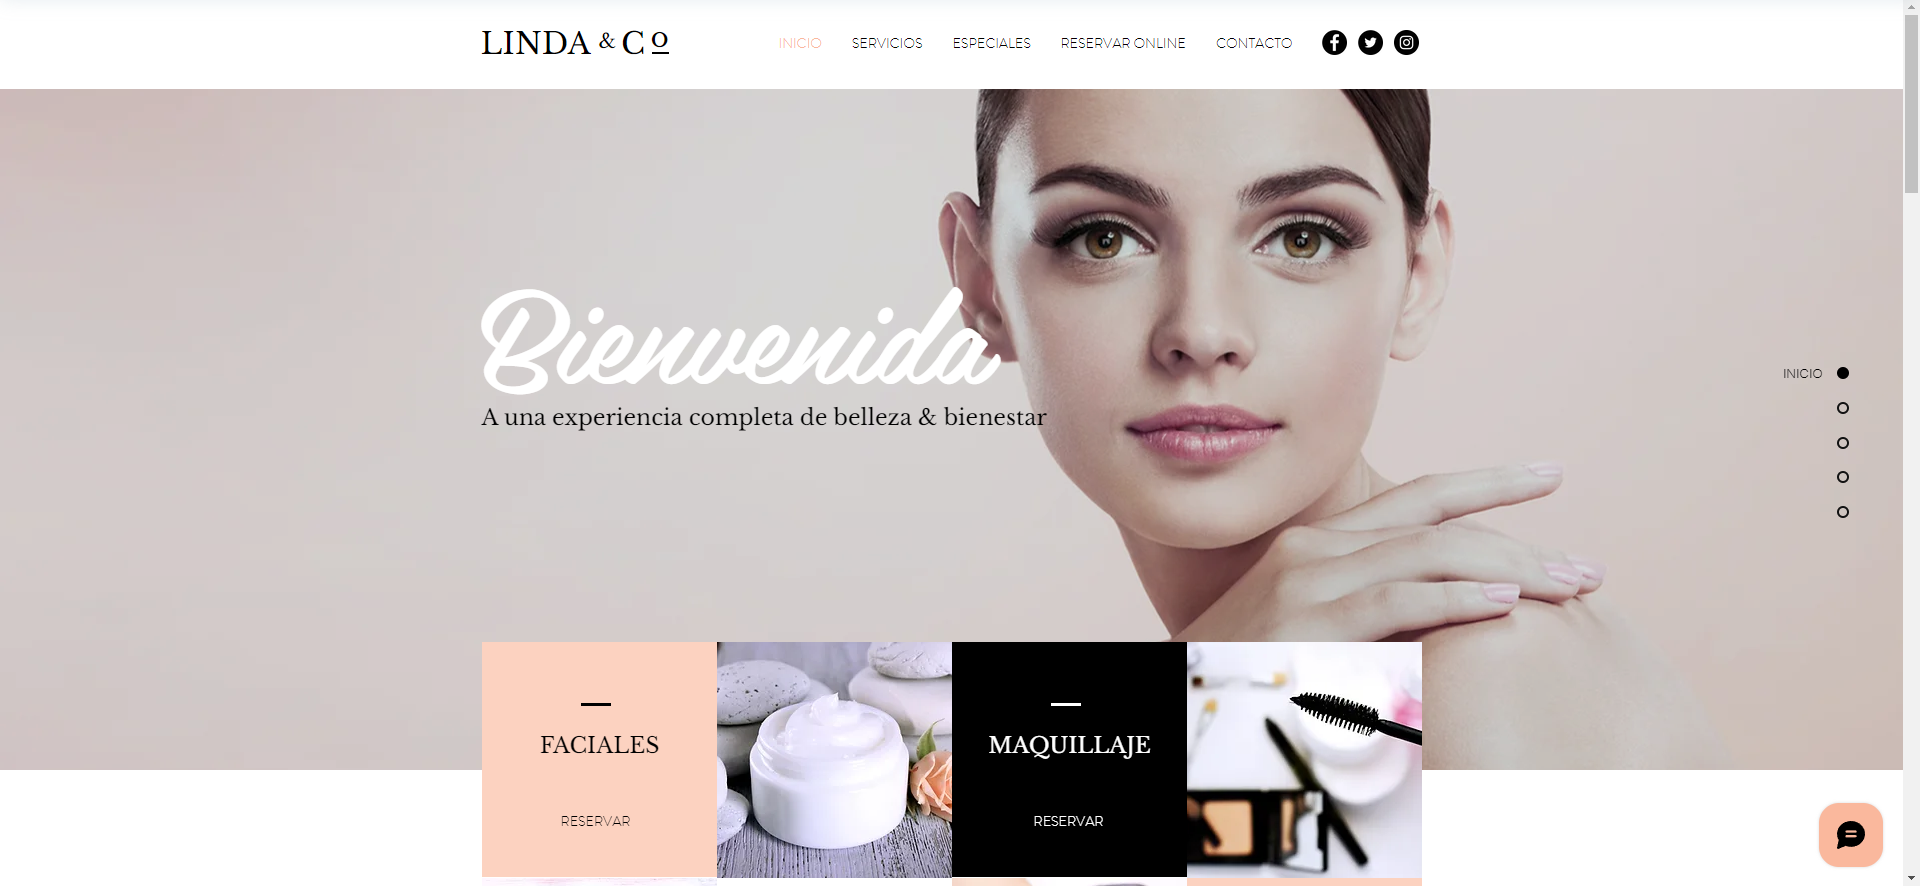 LINDA & Co
INICIO SERVICIOS ESPECIALES RESERVAR ONLINE CONTACTO
Bienvenida
A una experiencia completa de belleza & bienestar
INICIO
FACIALES
RESERVAR
MAQUILLAJE
RESERVAR